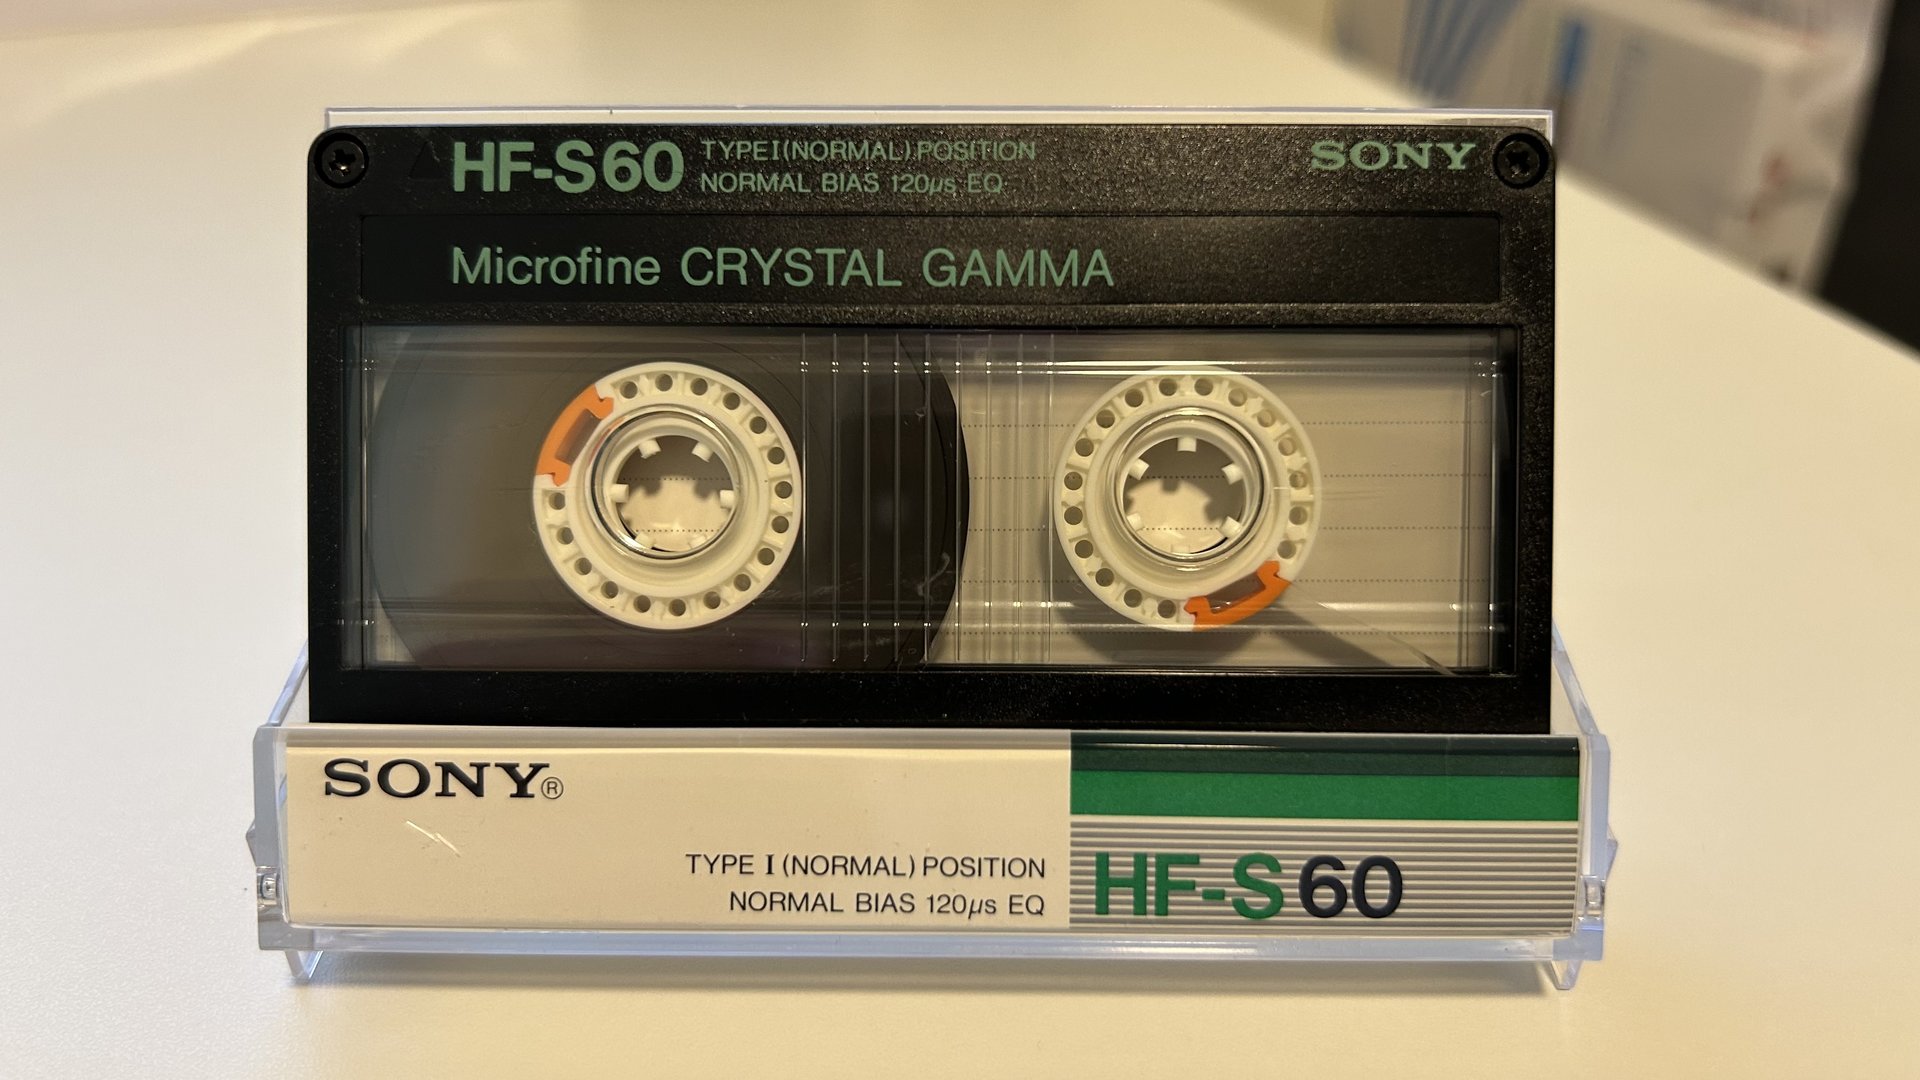 HF-S60
TYPE I (NORMAL) POSITION
NORMAL BIAS 120µs EQ
SONY
Microfine CRYSTAL GAMMA
SONY®
TYPE I (NORMAL) POSITION
NORMAL BIAS 120µs EQ
HF-S60